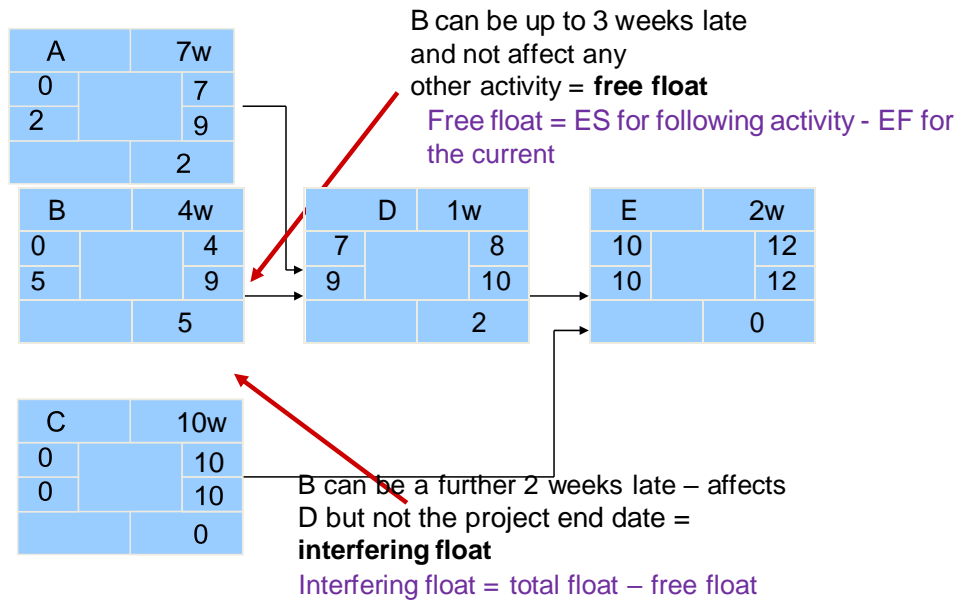 B can be up to 3 weeks late
and not affect any
other activity = free float
Free float = ES for following activity - EF for
the current
A 7w
0 7
2 9
2
B 4w
0 4
5 9
5
D 1w
7 8
9 10
2
E 2w
10 12
10 12
0
C 10w
0 10
0 10
0
B can be a further 2 weeks late – affects
D but not the project end date =
interfering float
Interfering float = total float – free float